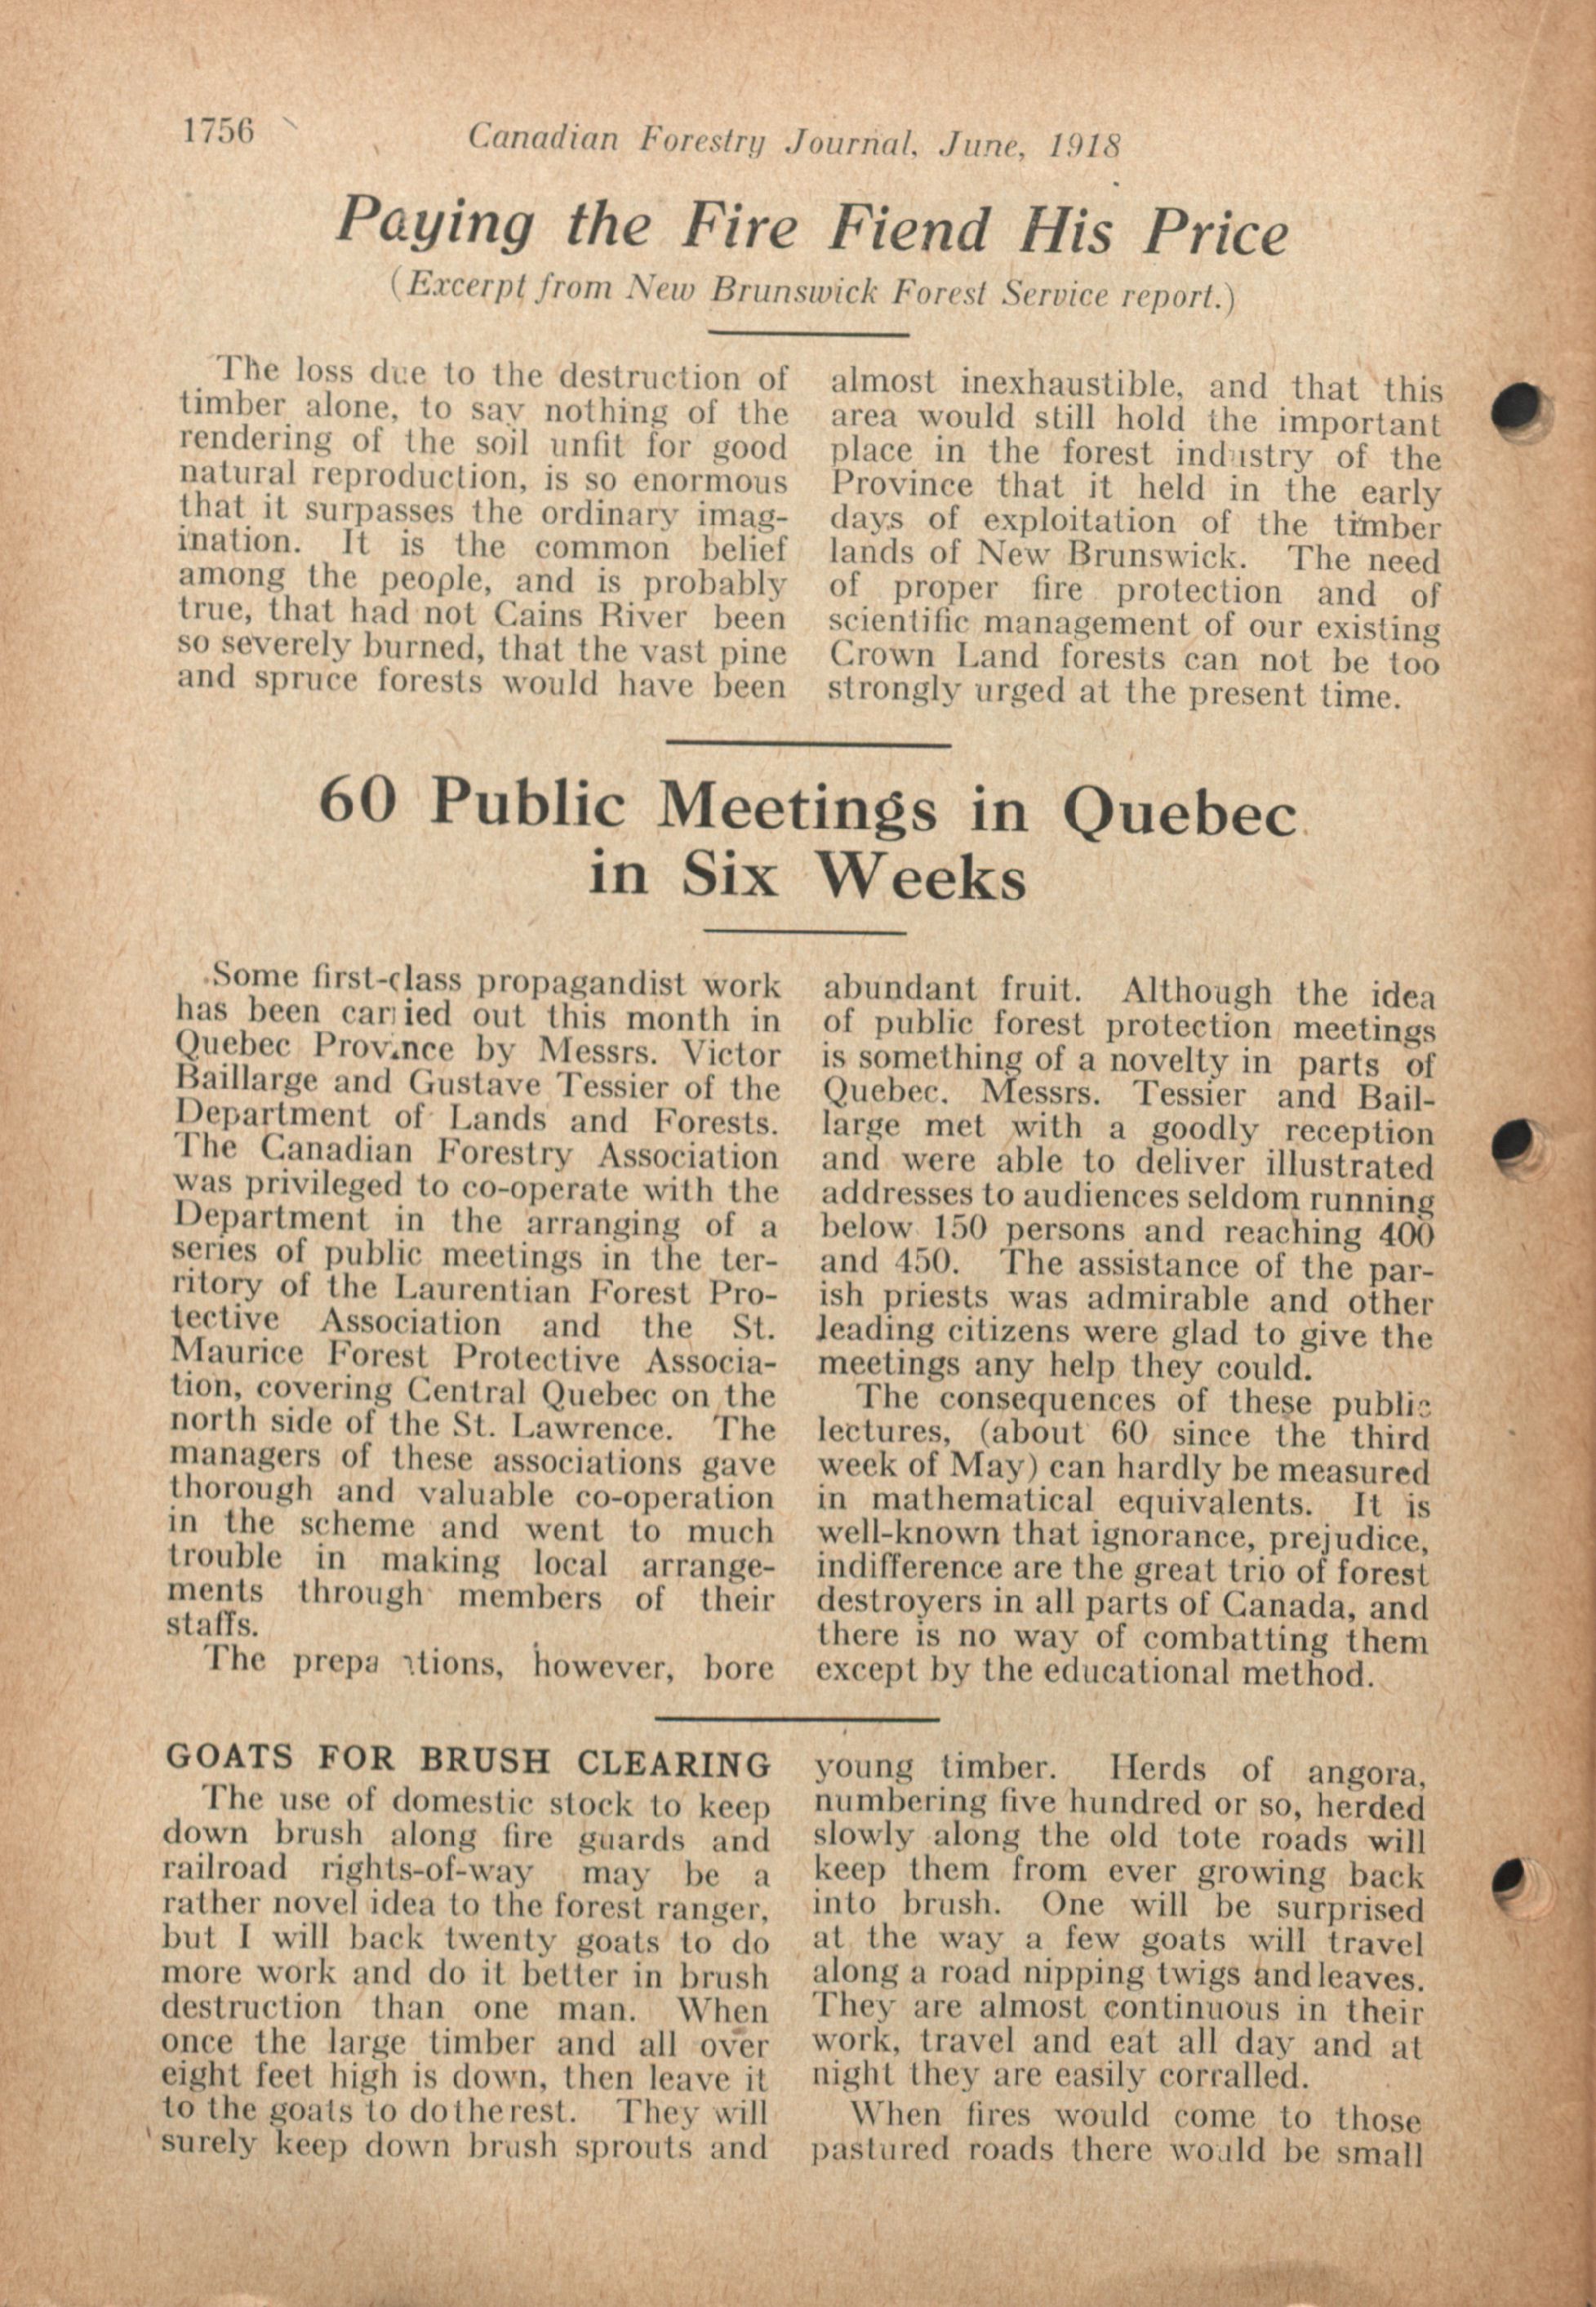 1756
Canadian Forestry Journal, June, 1918
Paying the Fire Fiend His Price
(Excerpt from New Brunswick Forest Service report.)
The loss due to the destruction of
timber alone, to say nothing of the
rendering of the soil unfit for good
natural reproduction, is so enormous
that it surpasses the ordinary imag-
ination. It is the common belief
among the people, and is probably
true, that had not Cains River been
so severely burned, that the vast pine
and spruce forests would have been
almost inexhaustible, and that this
area would still hold the important
place in the forest industry of the
Province that it held in the early
days of exploitation of the timber
lands of New Brunswick. The need
of proper fire protection and of
scientific management of our existing
Crown Land forests can not be too
strongly urged at the present time.
60 Public Meetings in Quebec
in Six Weeks
Some first-class propagandist work
has been carried out this month in
Quebec Province by Messrs. Victor
Baillarge and Gustave Tessier of the
Department of Lands and Forests.
The Canadian Forestry Association
was privileged to co-operate with the
Department in the arranging of a
series of public meetings in the ter-
ritory of the Laurentian Forest Pro-
tective Association and the St.
Maurice Forest Protective Associa-
tion, covering Central Quebec on the
north side of the St. Lawrence. The
managers of these associations gave
thorough and valuable co-operation
in the scheme and went to much
trouble in making local arrange-
ments through members of their
staffs.
The prepa ations, however, bore
abundant fruit. Although the idea
of public forest protection meetings
is something of a novelty in parts of
Quebec. Messrs. Tessier and Bail-
large met with a goodly reception
and were able to deliver illustrated
addresses to audiences seldom running
below 150 persons and reaching 400
and 450. The assistance of the par-
ish priests was admirable and other
leading citizens were glad to give the
meetings any help they could.
The consequences of these public
lectures, (about 60 since the third
week of May) can hardly be measured
in mathematical equivalents. It is
well-known that ignorance, prejudice,
indifference are the great trio of forest
destroyers in all parts of Canada, and
there is no way of combatting them
except by the educational method.
GOATS FOR BRUSH CLEARING
The use of domestic stock to keep
down brush along fire guards and
railroad rights-of-way may be a
rather novel idea to the forest ranger,
but I will back twenty goats to do
more work and do it better in brush
destruction than one man. When
once the large timber and all over
eight feet high is down, then leave it
to the goats to do the rest. They will
surely keep down brush sprouts and
young timber. Herds of angora,
numbering five hundred or so, herded
slowly along the old tote roads will
keep them from ever growing back
into brush. One will be surprised
at the way a few goats will travel
along a road nipping twigs and leaves.
They are almost continuous in their
work, travel and eat all day and at
night they are easily corralled.
When fires would come to those
pastured roads there would be small